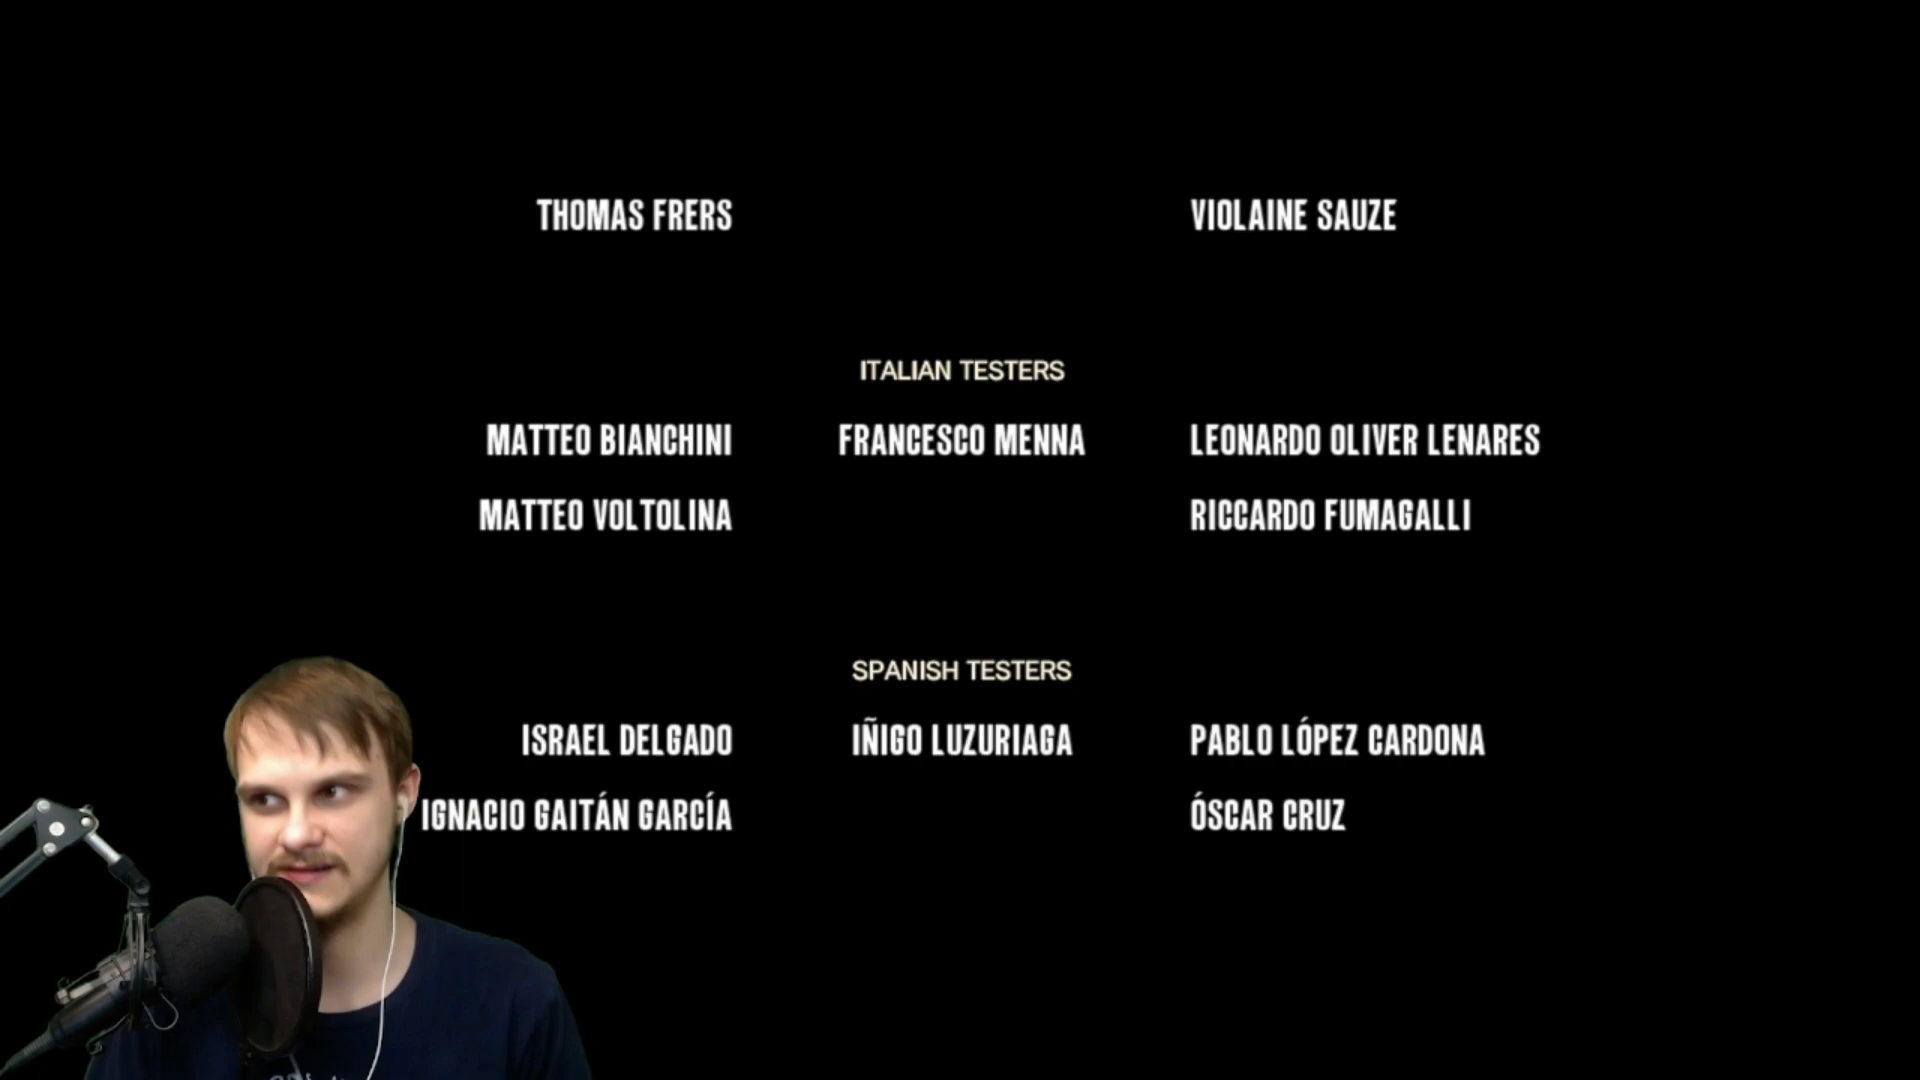 THOMAS FRERS VIOLAINE SAUZE
ITALIAN TESTERS
MATTEO BIANCHINI FRANCESCO MENNA LEONARDO OLIVER LENARES
MATTEO VOLTOLINA RICCARDO FUMAGALLI
SPANISH TESTERS
ISRAEL DELGADO IÑIGO LUZURIAGA PABLO LÓPEZ CARDONA
IGNACIO GAITÁN GARCÍA ÓSCAR CRUZ